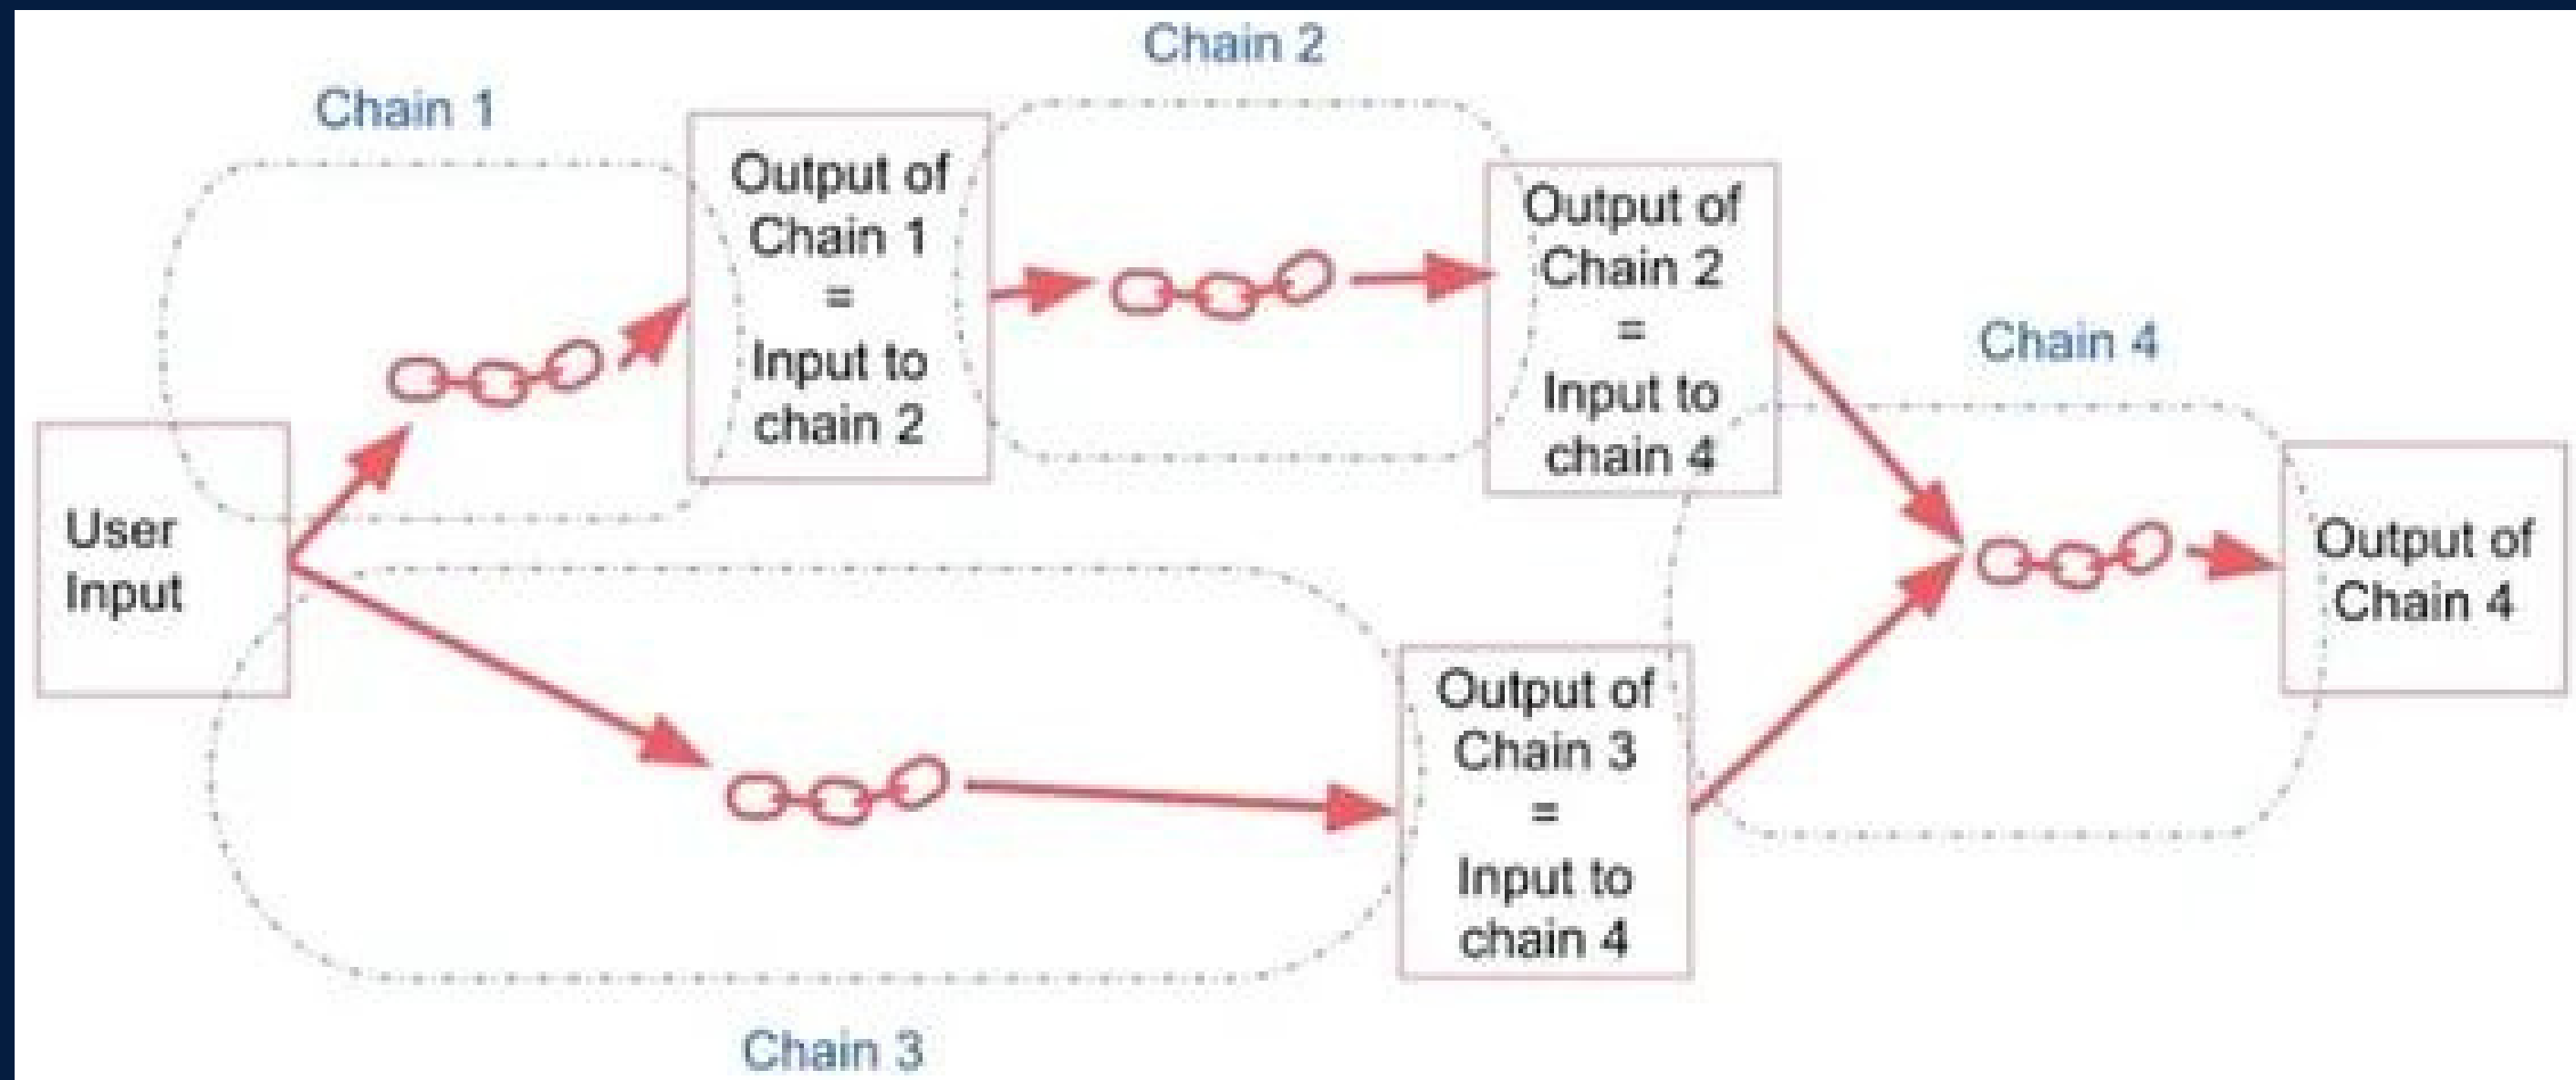 Chain 1
Chain 2
User
Input
Output of
Chain 1
=
Input to
chain 2
Output of
Chain 2
=
Input to
chain 4
Chain 4
Output of
Chain 4
Output of
Chain 3
=
Input to
chain 4
Chain 3